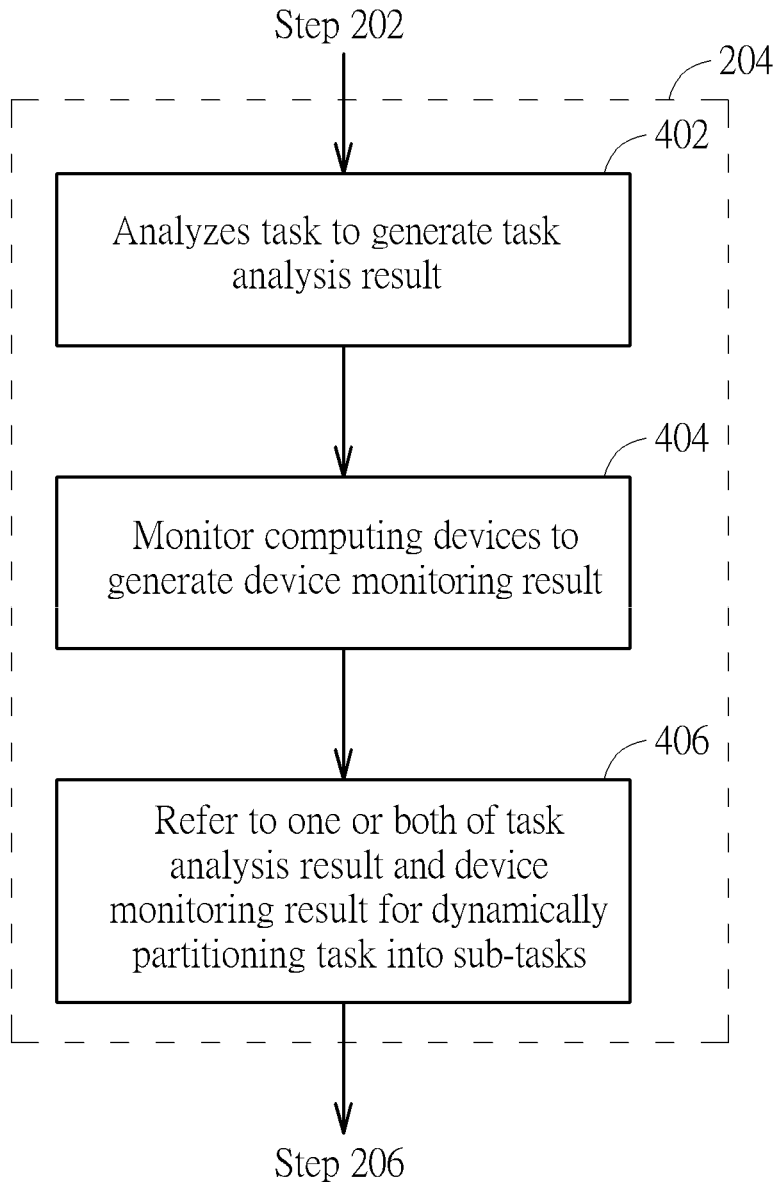 Step 202
204
402
Analyzes task to generate task
analysis result
404
Monitor computing devices to
generate device monitoring result
406
Refer to one or both of task
analysis result and device
monitoring result for dynamically
partitioning task into sub-tasks
Step 206